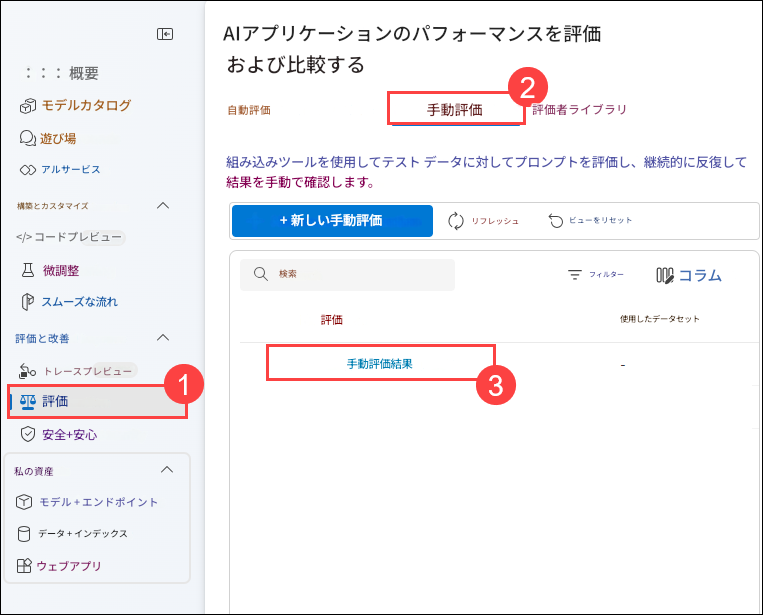 : : : 概要
モデルカタログ
遊び場
アルサービス
構築とカスタマイズ
</> コードプレビュー
微調整
スムーズな流れ
評価と改善
トレースプレビュー
1
評価
安全+安心
私の資産
モデル + エンドポイント
データ + インデックス
ウェブアプリ
AIアプリケーションのパフォーマンスを評価
および比較する
自動評価 手動評価 評価者ライブラリ
2
組み込みツールを使用してテスト データに対してプロンプトを評価し、継続的に反復して
結果を手動で確認します。
+ 新しい手動評価 リフレッシュ ビューをリセット
検索 フィルター コラム
評価 使用したデータセット
手動評価結果 -
3